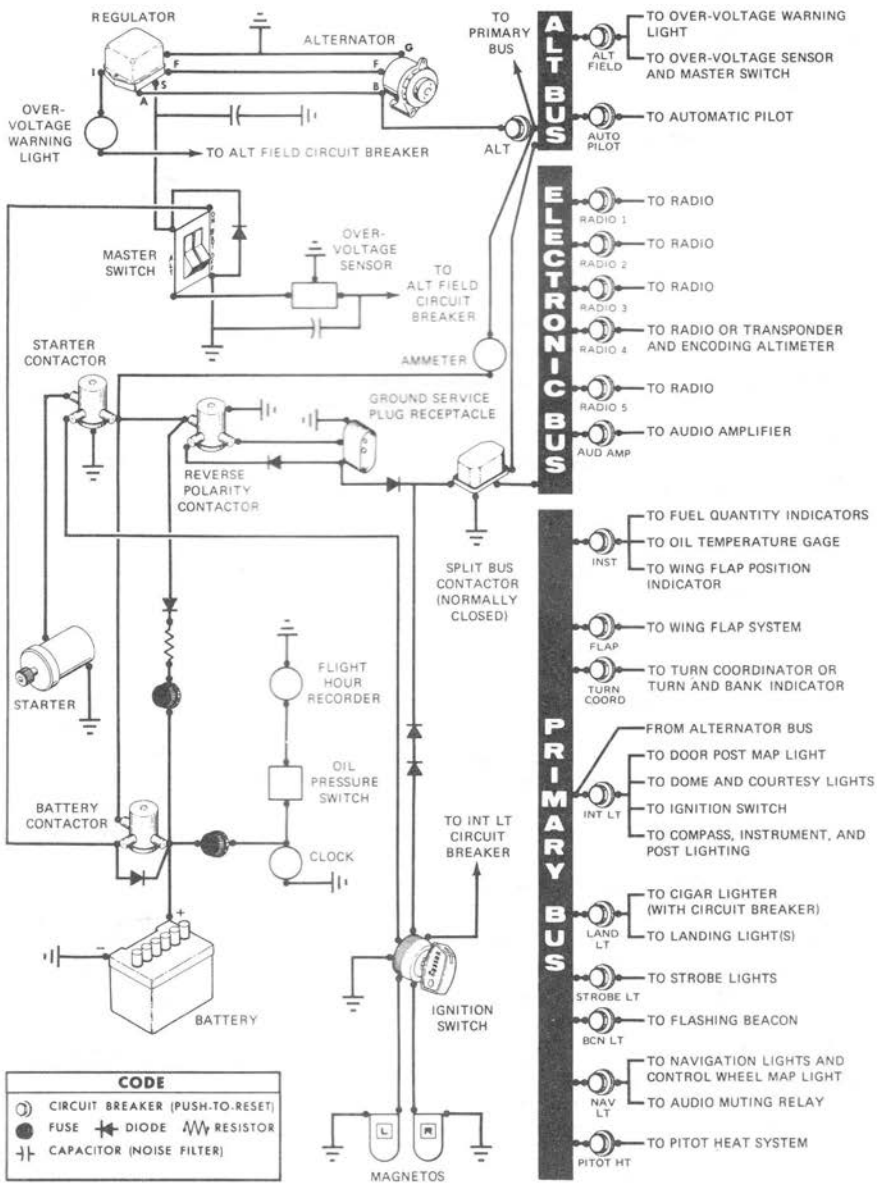 REGULATOR
ALTERNATOR
G
I
F
F
S
A
B
OVER-
VOLTAGE
WARNING
LIGHT
TO ALT FIELD CIRCUIT BREAKER
TO
PRIMARY
BUS
ALT
ALT BUS
ALT
FIELD
TO OVER-VOLTAGE WARNING
LIGHT
TO OVER-VOLTAGE SENSOR
AND MASTER SWITCH
AUTO
PILOT
TO AUTOMATIC PILOT
MASTER
SWITCH
OVER-
VOLTAGE
SENSOR
TO
ALT FIELD
CIRCUIT
BREAKER
AMMETER
ELECTRONIC BUS
RADIO 1
TO RADIO
RADIO 2
TO RADIO
RADIO 3
TO RADIO
RADIO 4
TO RADIO OR TRANSPONDER
AND ENCODING ALTIMETER
RADIO 5
TO RADIO
AUD AMP
TO AUDIO AMPLIFIER
STARTER
CONTACTOR
GROUND SERVICE
PLUG RECEPTACLE
REVERSE
POLARITY
CONTACTOR
SPLIT BUS
CONTACTOR
(NORMALLY
CLOSED)
STARTER
FLIGHT
HOUR
RECORDER
OIL
PRESSURE
SWITCH
CLOCK
BATTERY
CONTACTOR
+
-
BATTERY
TO INT LT
CIRCUIT
BREAKER
IGNITION
SWITCH
L
R
MAGNETOS
PRIMARY BUS
INST
TO FUEL QUANTITY INDICATORS
TO OIL TEMPERATURE GAGE
TO WING FLAP POSITION
INDICATOR
FLAP
TO WING FLAP SYSTEM
TURN
COORD
TO TURN COORDINATOR OR
TURN AND BANK INDICATOR
FROM ALTERNATOR BUS
INT LT
TO DOOR POST MAP LIGHT
TO DOME AND COURTESY LIGHTS
TO IGNITION SWITCH
TO COMPASS, INSTRUMENT, AND
POST LIGHTING
LAND
LT
TO CIGAR LIGHTER
(WITH CIRCUIT BREAKER)
TO LANDING LIGHT(S)
STROBE LT
TO STROBE LIGHTS
BCN LT
TO FLASHING BEACON
NAV
LT
TO NAVIGATION LIGHTS AND
CONTROL WHEEL MAP LIGHT
TO AUDIO MUTING RELAY
PITOT HT
TO PITOT HEAT SYSTEM
CODE
CIRCUIT BREAKER (PUSH-TO-RESET)
FUSE DIODE RESISTOR
CAPACITOR (NOISE FILTER)